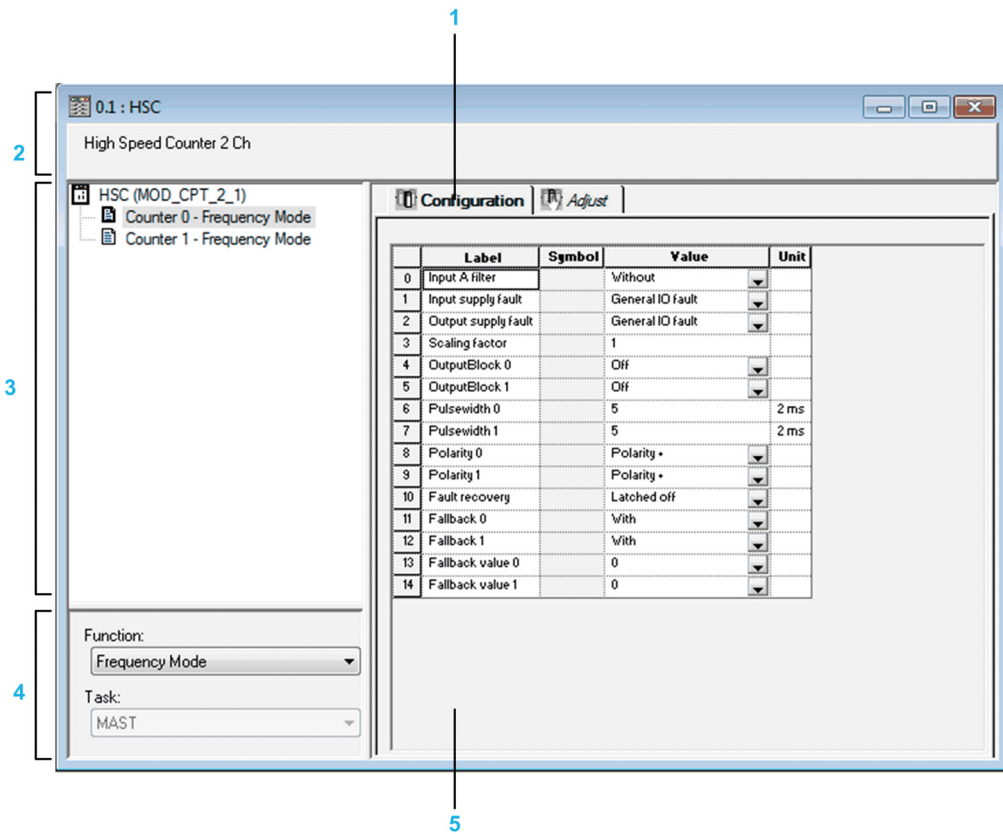 1
0.1 : HSC
High Speed Counter 2 Ch
2
HSC (MOD_CPT_2_1)
Counter 0 - Frequency Mode
Counter 1 - Frequency Mode
3
Configuration Adjust
Label Symbol Value Unit
0 Input A filter Without
1 Input supply fault General IO fault
2 Output supply fault General IO fault
3 Scaling factor 1
4 OutputBlock 0 Off
5 OutputBlock 1 Off
6 Pulsewidth 0 5 2 ms
7 Pulsewidth 1 5 2 ms
8 Polarity 0 Polarity +
9 Polarity 1 Polarity +
10 Fault recovery Latched off
11 Fallback 0 With
12 Fallback 1 With
13 Fallback value 0 0
14 Fallback value 1 0
4
Function:
Frequency Mode
Task:
MAST
5